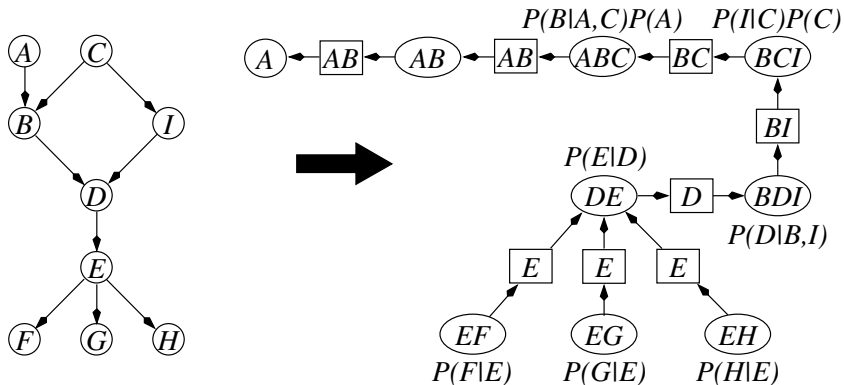 P(B|A,C)P(A) P(I|C)P(C)
A C
A AB AB AB ABC BC BCI
B I
BI
P(E|D)
D
DE D BDI
P(D|B,I)
E
E E E
F G H
EF EG EH
P(F|E) P(G|E) P(H|E)